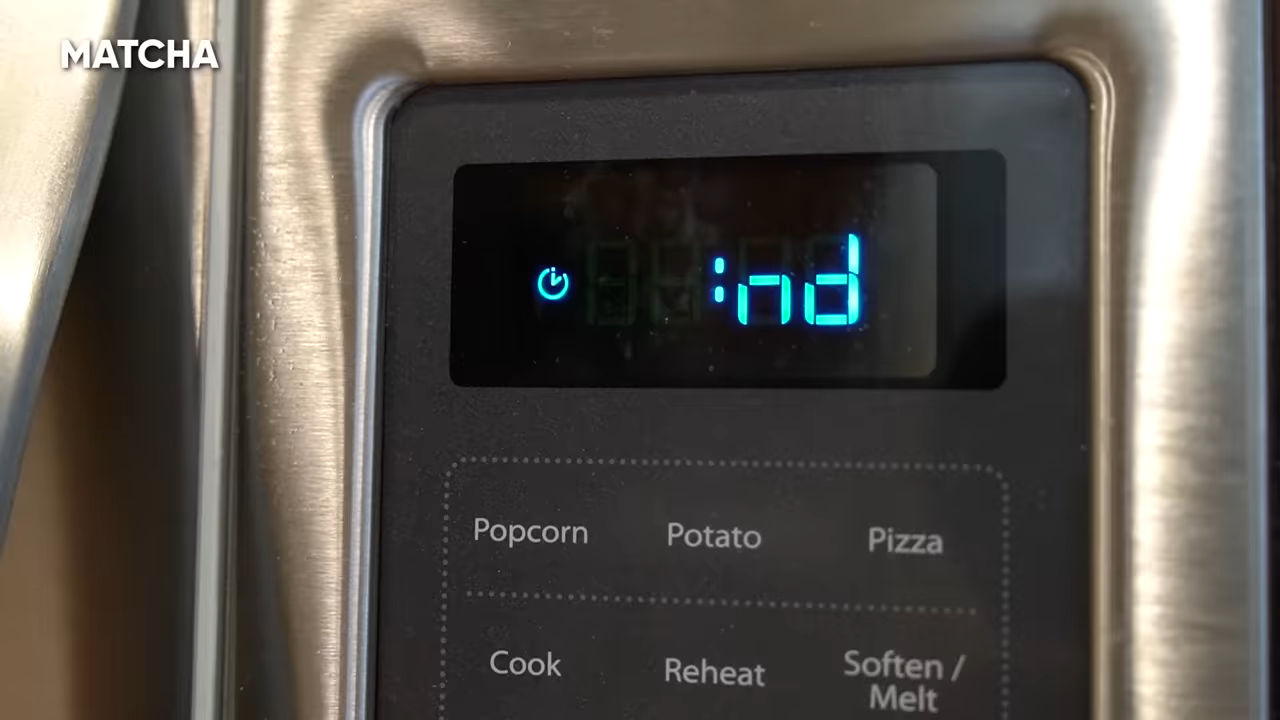 MATCHA
:nd
Popcorn Potato Pizza
Cook Reheat Soften /
Melt